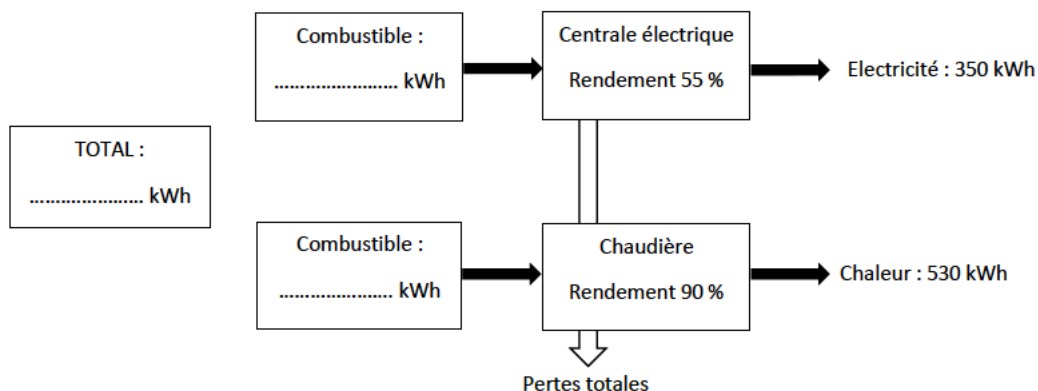 Combustible :
........................ kWh
Centrale électrique
Rendement 55 %
Electricité : 350 kWh
TOTAL :
...................... kWh
Combustible :
...................... kWh
Chaudière
Rendement 90 %
Chaleur : 530 kWh
Pertes totales